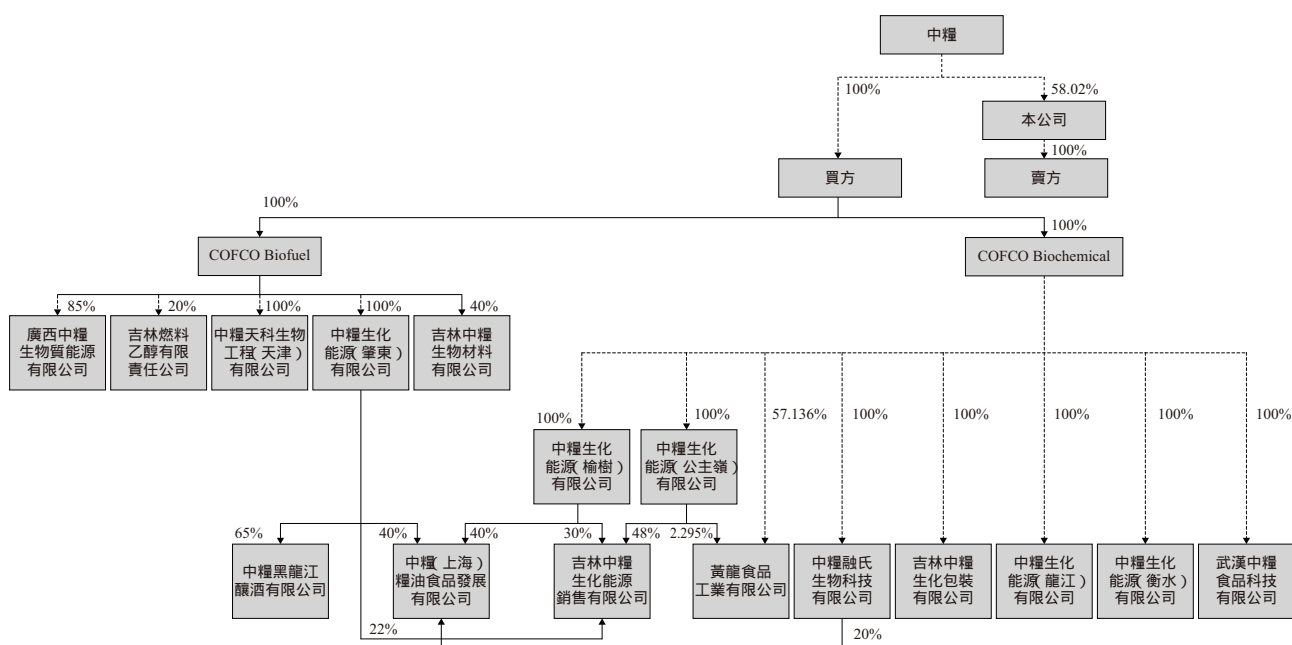 中糧
100%
58.02%
本公司
100%
買方
賣方
100%
100%
COFCO Biofuel
COFCO Biochemical
85%
20%
100%
100%
40%
廣西中糧
生物質能源
有限公司
吉林燃料
乙醇有限
責任公司
中糧天科生物
工程(天津)
有限公司
中糧生化
能源(肇東)
有限公司
吉林中糧
生物材料
有限公司
100%
100%
57.136%
100%
100%
100%
100%
100%
中糧生化
能源(榆樹)
有限公司
中糧生化
能源(公主嶺)
有限公司
65%
40%
40%
30%
48%
2.295%
中糧黑龍江
釀酒有限公司
中糧(上海)
糧油食品發展
有限公司
吉林中糧
生化能源
銷售有限公司
黃龍食品
工業有限公司
中糧融氏
生物科技
有限公司
吉林中糧
生化包裝
有限公司
中糧生化
能源(龍江)
有限公司
中糧生化
能源(衡水)
有限公司
武漢中糧
食品科技
有限公司
22%
20%